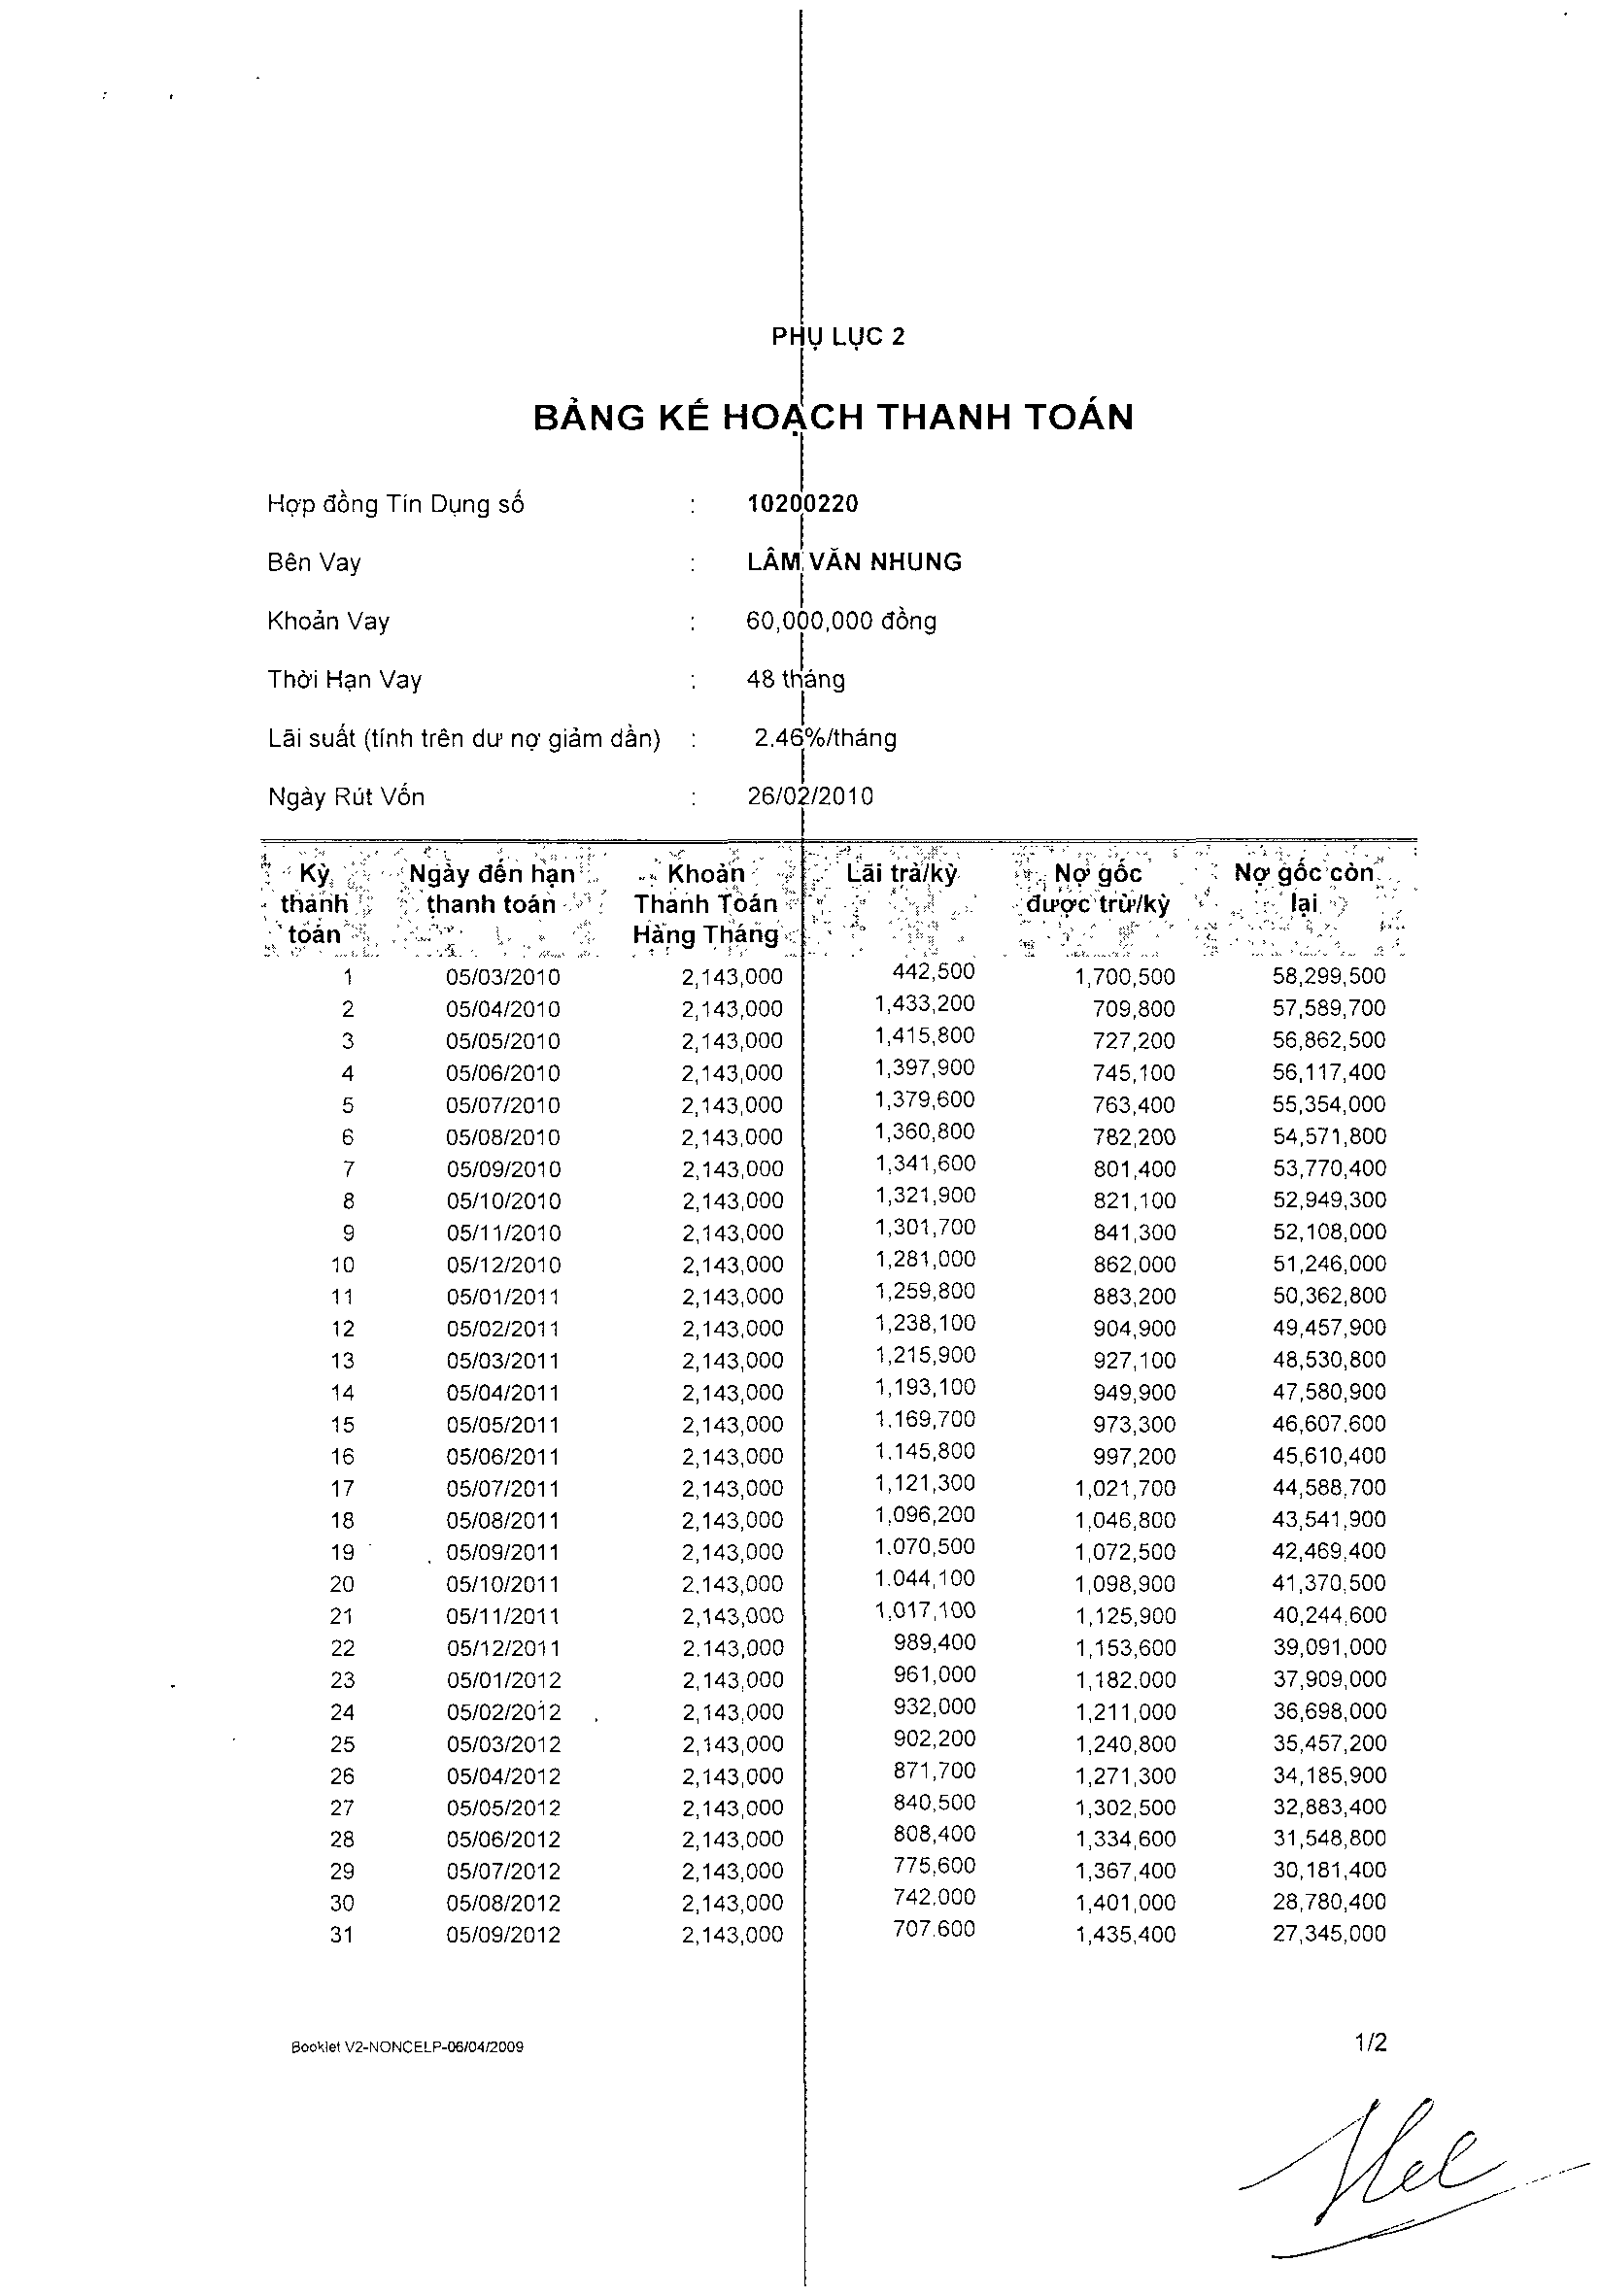 PHỤ LỤC 2
BẢNG KẾ HOẠCH THANH TOÁN
Hợp đồng Tín Dụng số : 10200220
Bên Vay : LÂM VĂN NHUNG
Khoản Vay : 60,000,000 đồng
Thời Hạn Vay : 48 tháng
Lãi suất (tính trên dư nợ giảm dần) : 2.46%/tháng
Ngày Rút Vốn : 26/02/2010
Kỳ Ngày đến hạn Khoản Lãi trả/kỳ Nợ gốc Nợ gốc còn
thanh thanh toán Thanh Toán được trừ/kỳ lại
toán Hàng Tháng
1 05/03/2010 2,143,000 442,500 1,700,500 58,299,500
2 05/04/2010 2,143,000 1,433,200 709,800 57,589,700
3 05/05/2010 2,143,000 1,415,800 727,200 56,862,500
4 05/06/2010 2,143,000 1,397,900 745,100 56,117,400
5 05/07/2010 2,143,000 1,379,600 763,400 55,354,000
6 05/08/2010 2,143,000 1,360,800 782,200 54,571,800
7 05/09/2010 2,143,000 1,341,600 801,400 53,770,400
8 05/10/2010 2,143,000 1,321,900 821,100 52,949,300
9 05/11/2010 2,143,000 1,301,700 841,300 52,108,000
10 05/12/2010 2,143,000 1,281,000 862,000 51,246,000
11 05/01/2011 2,143,000 1,259,800 883,200 50,362,800
12 05/02/2011 2,143,000 1,238,100 904,900 49,457,900
13 05/03/2011 2,143,000 1,215,900 927,100 48,530,800
14 05/04/2011 2,143,000 1,193,100 949,900 47,580,900
15 05/05/2011 2,143,000 1,169,700 973,300 46,607,600
16 05/06/2011 2,143,000 1,145,800 997,200 45,610,400
17 05/07/2011 2,143,000 1,121,300 1,021,700 44,588,700
18 05/08/2011 2,143,000 1,096,200 1,046,800 43,541,900
19 05/09/2011 2,143,000 1,070,500 1,072,500 42,469,400
20 05/10/2011 2,143,000 1,044,100 1,098,900 41,370,500
21 05/11/2011 2,143,000 1,017,100 1,125,900 40,244,600
22 05/12/2011 2,143,000 989,400 1,153,600 39,091,000
23 05/01/2012 2,143,000 961,000 1,182,000 37,909,000
24 05/02/2012 2,143,000 932,000 1,211,000 36,698,000
25 05/03/2012 2,143,000 902,200 1,240,800 35,457,200
26 05/04/2012 2,143,000 871,700 1,271,300 34,185,900
27 05/05/2012 2,143,000 840,500 1,302,500 32,883,400
28 05/06/2012 2,143,000 808,400 1,334,600 31,548,800
29 05/07/2012 2,143,000 775,600 1,367,400 30,181,400
30 05/08/2012 2,143,000 742,000 1,401,000 28,780,400
31 05/09/2012 2,143,000 707,600 1,435,400 27,345,000
Booklet V2-NONCELP-06/04/2009 1/2